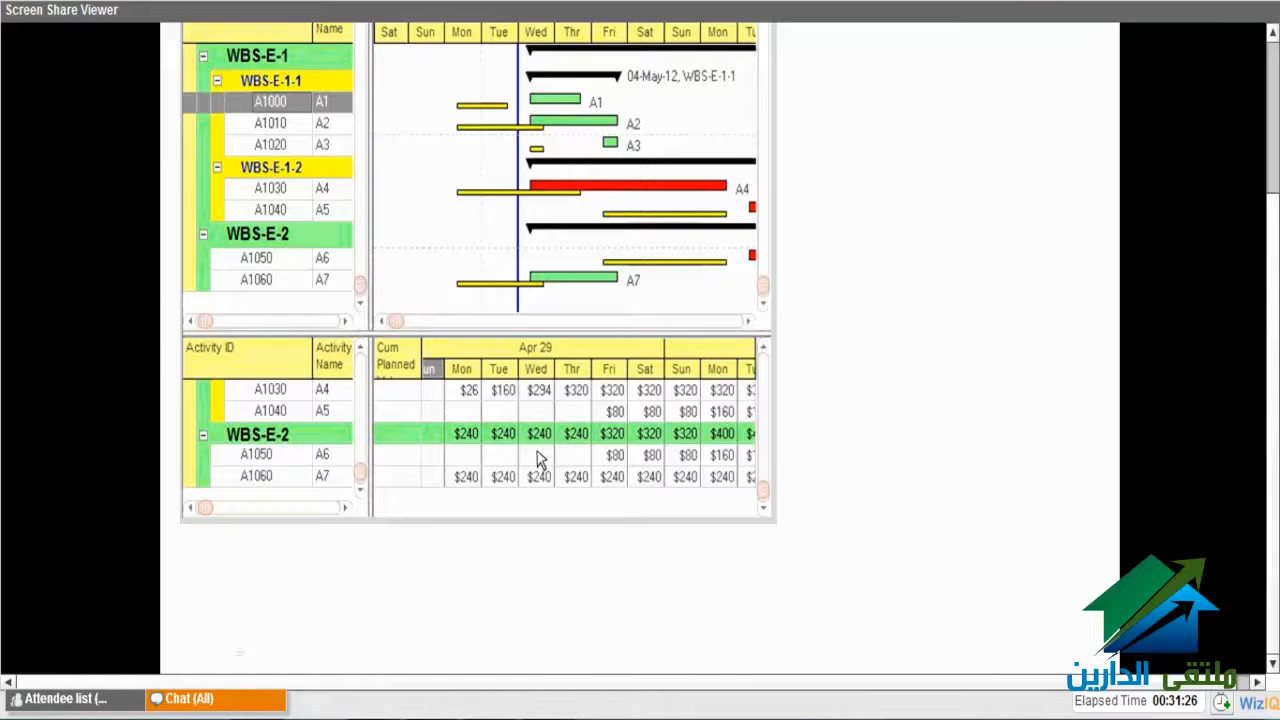 Screen Share Viewer
Name Sat Sun Mon Tue Wed Thr Fri Sat Sun Mon
WBS-E-1
WBS-E-1-1 04-May-12, WBS-E-1-1
A1000 A1 A1
A1010 A2 A2
A1020 A3 A3
WBS-E-1-2
A1030 A4 A4
A1040 A5
WBS-E-2
A1050 A6
A1060 A7 A7
Activity ID Activity Cum Apr 29
Name Planned un Mon Tue Wed Thr Fri Sat Sun Mon
A1030 A4 $26 $160 $294 $320 $320 $320 $320 $320
A1040 A5 $80 $80 $80 $160
WBS-E-2 $240 $240 $240 $240 $320 $320 $320 $400
A1050 A6 $80 $80 $80 $160
A1060 A7 $240 $240 $240 $240 $240 $240 $240 $240
ملتقى الدارين
Attendee list (... Chat (All) Elapsed Time 00:31:26 WizIQ